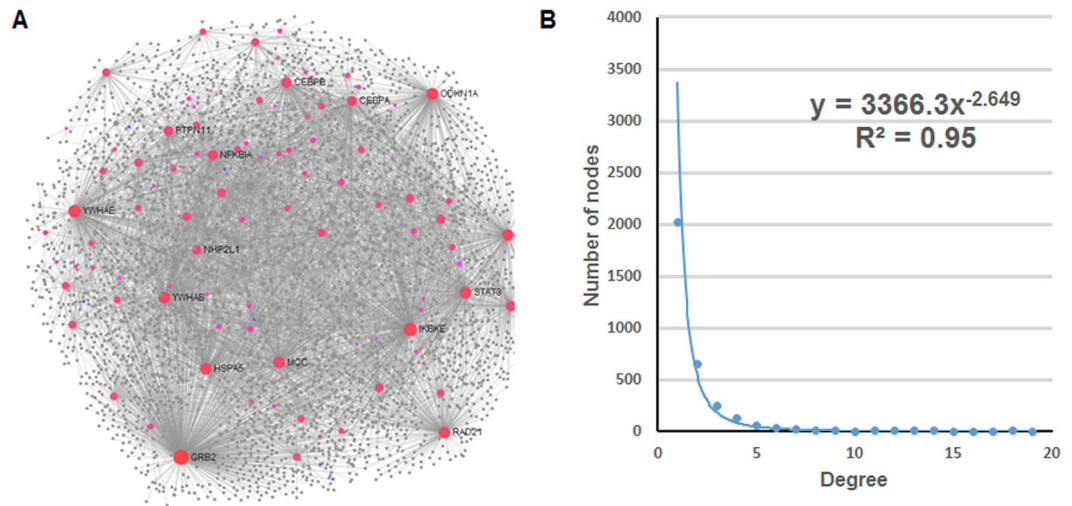 A
CEBPB
CEBPA
CDKN1A
PTPN11
NFKBIA
YWHAE
NHP2L1
YWHAB
STAT3
IKBKE
HSPA5
MCC
RAD21
GRB2
B
Number of nodes
4000
3500
3000
2500
2000
1500
1000
500
0
y = 3366.3x^-2.649
R² = 0.95
0
5
10
15
20
Degree